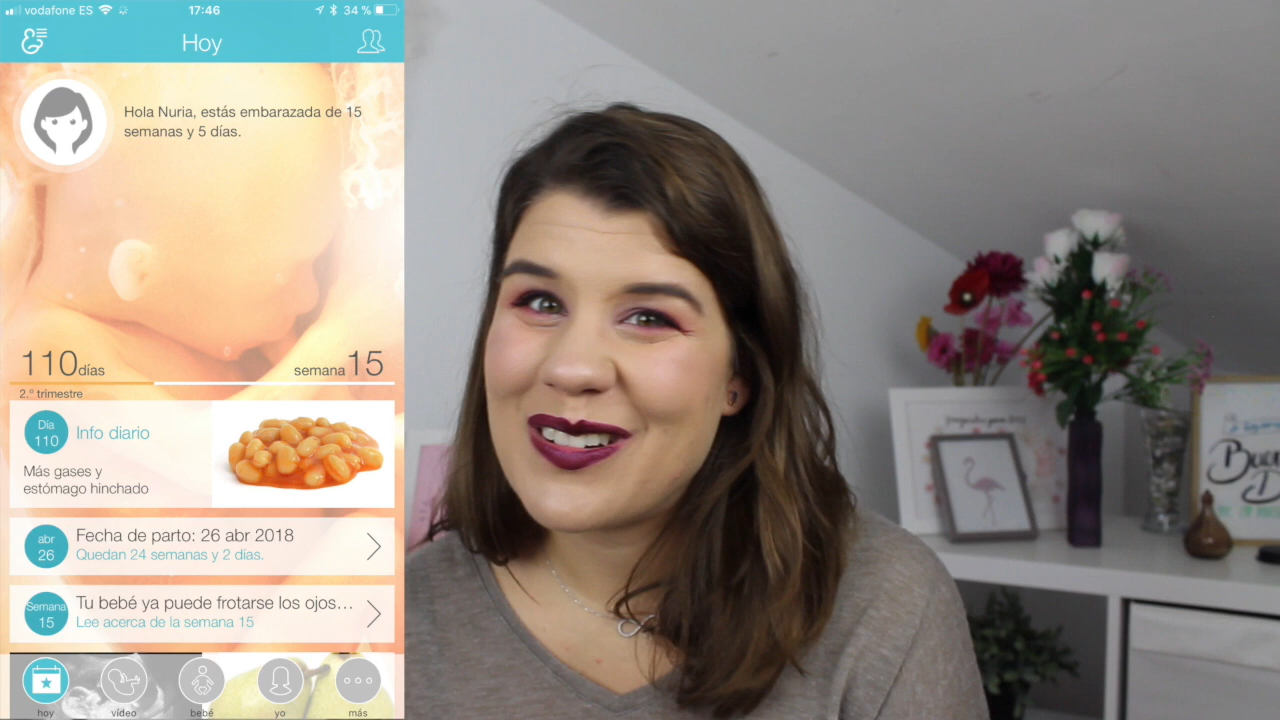 vodafone ES
17:46
34 %
Hoy
Hola Nuria, estás embarazada de 15
semanas y 5 días.
110días
semana15
2.º trimestre
Día
110
Info diario
Más gases y
estómago hinchado
abr
26
Fecha de parto: 26 abr 2018
Quedan 24 semanas y 2 días.
Semana
15
Tu bebé ya puede frotarse los ojos…
Lee acerca de la semana 15
hoy
vídeo
bebé
yo
más